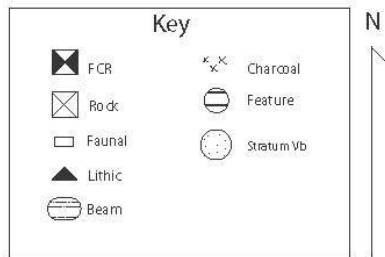 Key
N
FCR
Charcoal
Rock
Feature
Faunal
Stratum Vb
Lithic
Beam